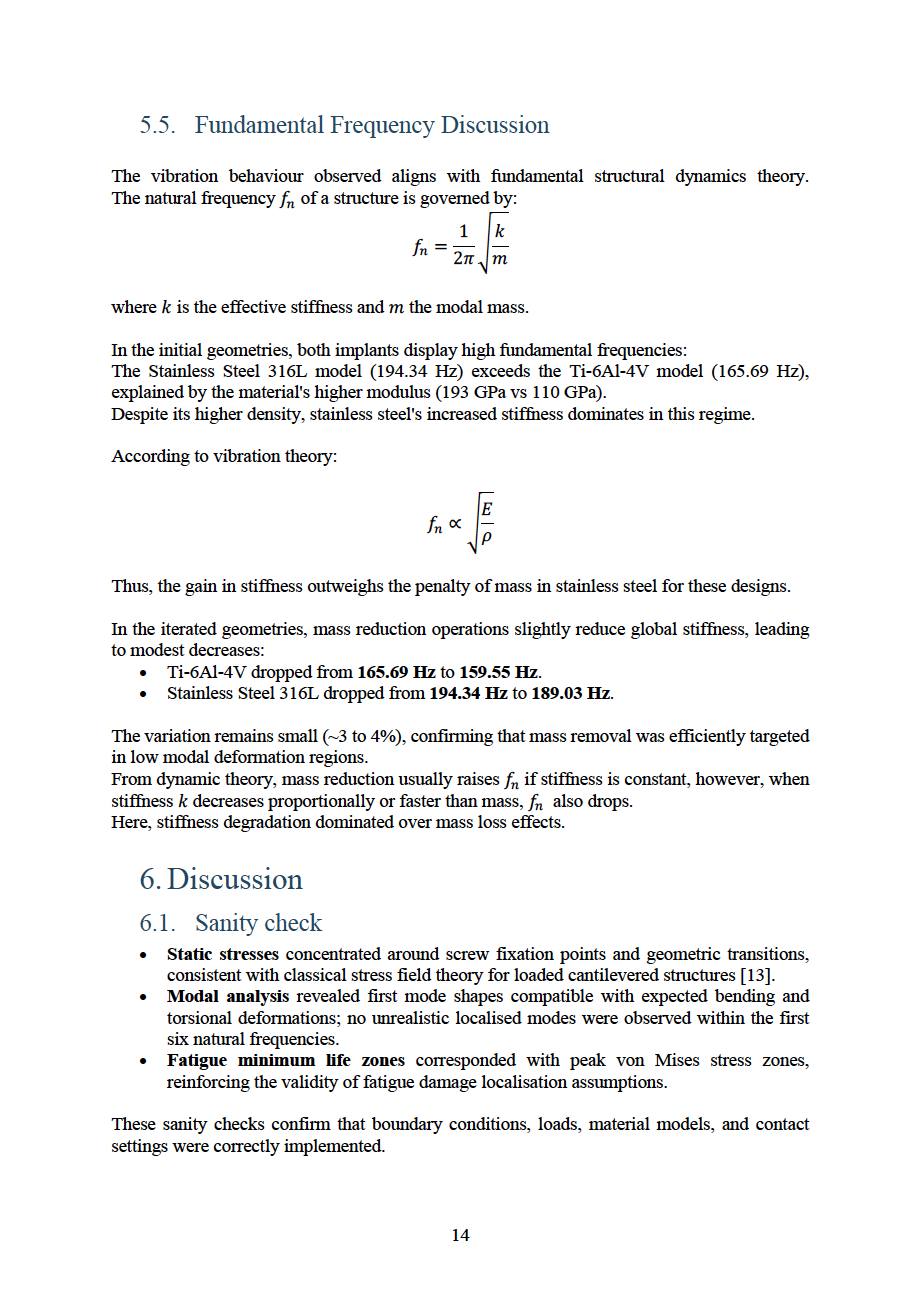 5.5. Fundamental Frequency Discussion
The vibration behaviour observed aligns with fundamental structural dynamics theory.
The natural frequency fₙ of a structure is governed by:
fₙ = 1/2π √(k/m)
where k is the effective stiffness and m the modal mass.
In the initial geometries, both implants display high fundamental frequencies:
The Stainless Steel 316L model (194.34 Hz) exceeds the Ti-6Al-4V model (165.69 Hz),
explained by the material's higher modulus (193 GPa vs 110 GPa).
Despite its higher density, stainless steel's increased stiffness dominates in this regime.
According to vibration theory:
fₙ ∝ √(E/ρ)
Thus, the gain in stiffness outweighs the penalty of mass in stainless steel for these designs.
In the iterated geometries, mass reduction operations slightly reduce global stiffness, leading
to modest decreases:
• Ti-6Al-4V dropped from 165.69 Hz to 159.55 Hz.
• Stainless Steel 316L dropped from 194.34 Hz to 189.03 Hz.
The variation remains small (~3 to 4%), confirming that mass removal was efficiently targeted
in low modal deformation regions.
From dynamic theory, mass reduction usually raises fₙ if stiffness is constant, however, when
stiffness k decreases proportionally or faster than mass, fₙ also drops.
Here, stiffness degradation dominated over mass loss effects.
6. Discussion
6.1. Sanity check
• Static stresses concentrated around screw fixation points and geometric transitions,
consistent with classical stress field theory for loaded cantilevered structures [13].
• Modal analysis revealed first mode shapes compatible with expected bending and
torsional deformations; no unrealistic localised modes were observed within the first
six natural frequencies.
• Fatigue minimum life zones corresponded with peak von Mises stress zones,
reinforcing the validity of fatigue damage localisation assumptions.
These sanity checks confirm that boundary conditions, loads, material models, and contact
settings were correctly implemented.
14